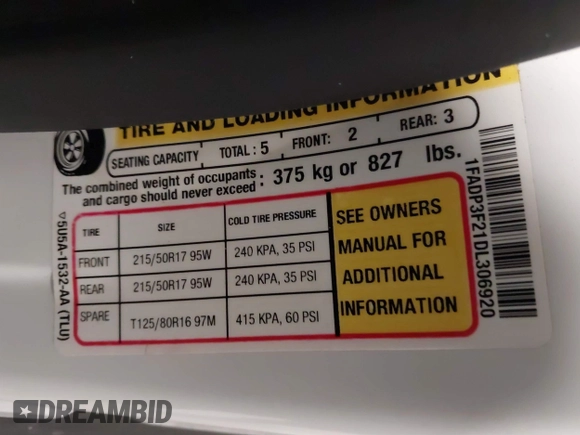 TIRE AND LOADING INFORMATION
SEATING CAPACITY TOTAL : 5 FRONT: 2 REAR: 3
The combined weight of occupants and cargo should never exceed : 375 kg or 827 lbs.
TIRE SIZE COLD TIRE PRESSURE
FRONT 215/50R17 95W 240 KPA, 35 PSI
REAR 215/50R17 95W 240 KPA, 35 PSI
SPARE T125/80R16 97M 415 KPA, 60 PSI
SEE OWNERS
MANUAL FOR
ADDITIONAL
INFORMATION
5U5A-1532-AA (TLU)
1FADP3F21DL306920
DREAMBID